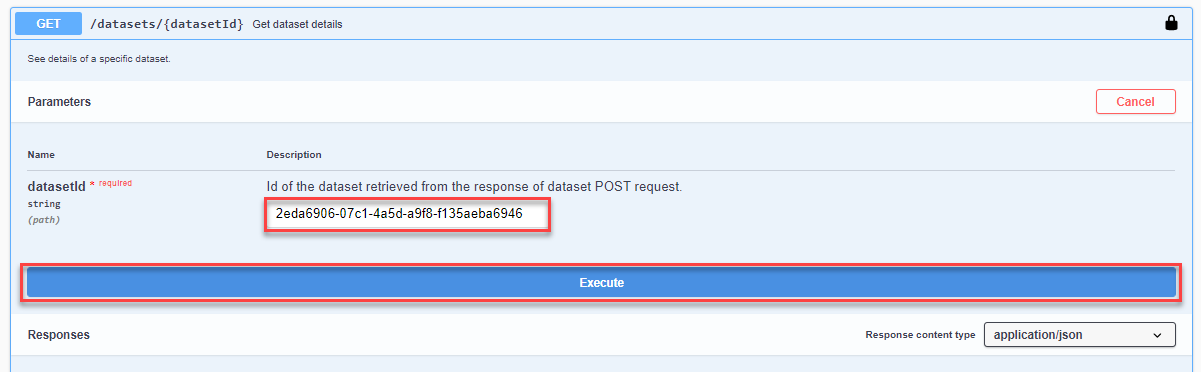 GET /datasets/{datasetId} Get dataset details
See details of a specific dataset.
Parameters Cancel
Name Description
datasetId * required Id of the dataset retrieved from the response of dataset POST request.
string
(path)
2eda6906-07c1-4a5d-a9f8-f135aeba6946
Execute
Responses Response content type application/json